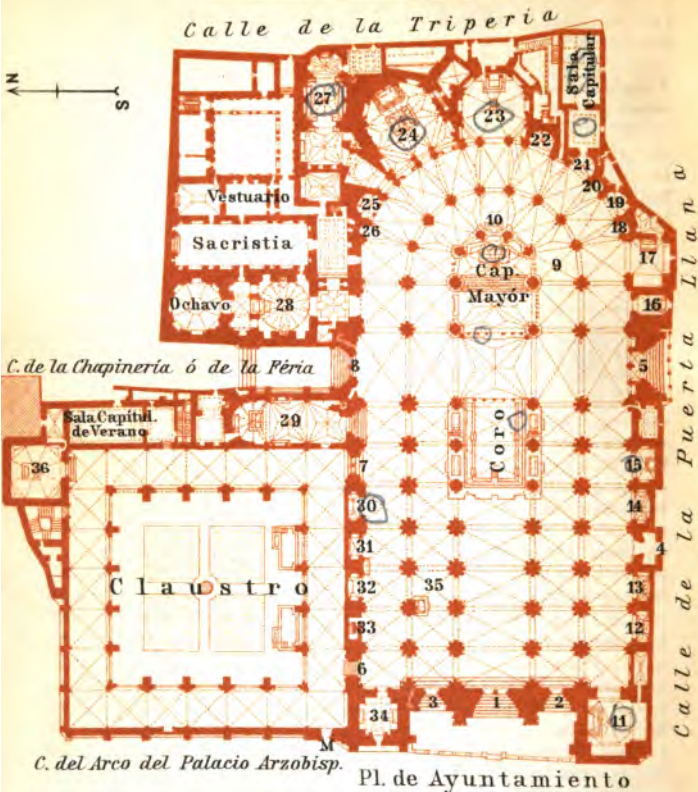 Calle de la Triperia
N
S
Sala
Capitular
27
24
23
22
21
20
19
18
17
Vestuario
25
26
10
9
Cap.
Mayór
Sacristia
16
Ochavo
28
C. de la Chapinería ó de la Féria
8
5
Calle de la Puerta Llana
Sala Capitul.
de Verano
29
Coro
36
7
15
30
14
31
4
Claustro
32
35
13
33
12
6
34
3
1
2
11
M
C. del Arco del Palacio Arzobisp.
Pl. de Ayuntamiento